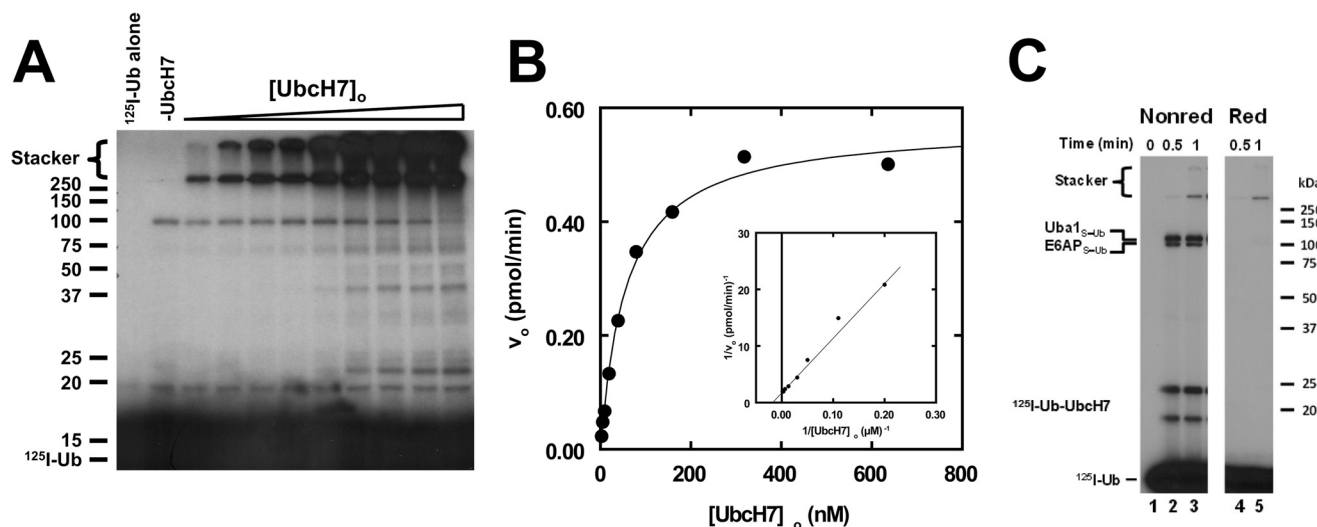 A
¹²⁵I-Ub alone
-UbcH7
[UbcH7]o
Stacker
250
150
100
75
50
37
25
20
15
¹²⁵I-Ub
B
vo (pmol/min)
0.60
0.40
0.20
0.00
0
200
400
600
800
[UbcH7] o (nM)
1/vo (pmol/min)⁻¹
30
20
10
0
0.00
0.10
0.20
0.30
1/[UbcH7] o (µM)⁻¹
C
Nonred Red
Time (min) 0 0.5 1 0.5 1
Stacker
Uba1S~Ub
E6APS~Ub
¹²⁵I-Ub-UbcH7
¹²⁵I-Ub
kDa
250
150
100
75
50
37
25
20
1 2 3 4 5